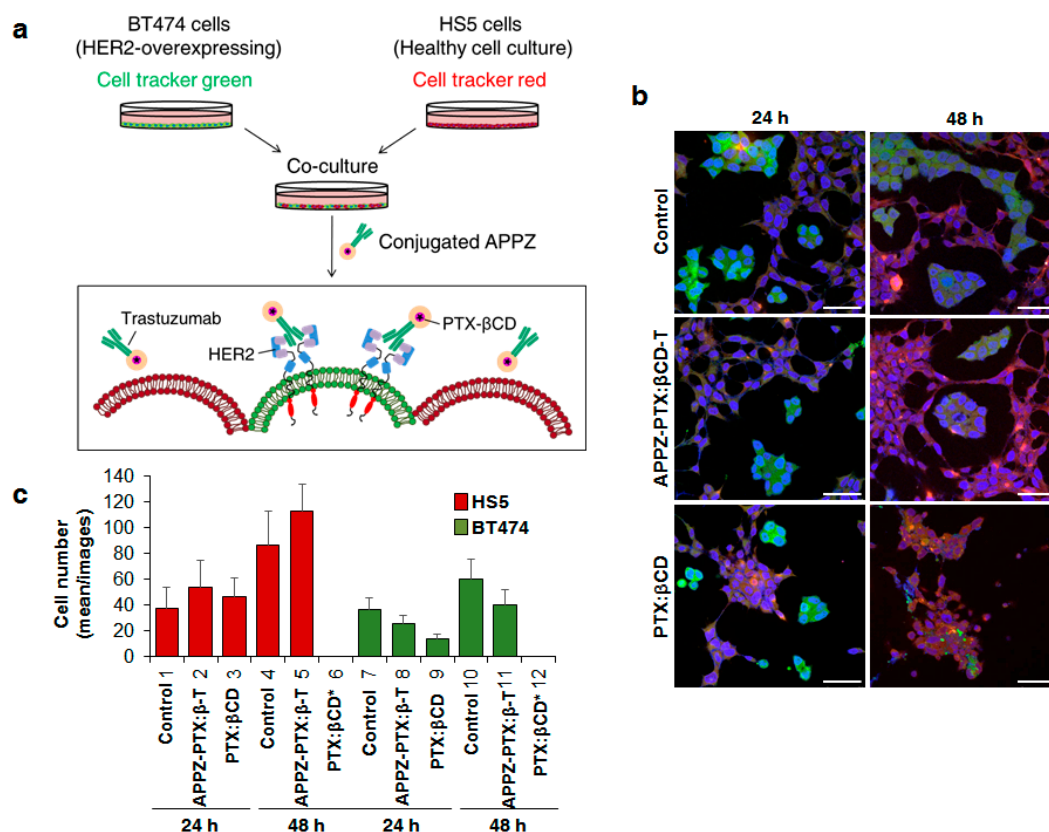 a
BT474 cells
(HER2-overexpressing)
Cell tracker green
HS5 cells
(Healthy cell culture)
Cell tracker red
Co-culture
Conjugated APPZ
Trastuzumab
HER2
PTX-βCD
b
24 h
48 h
Control
APPZ-PTX:βCD-T
PTX:βCD
c
Cell number
(mean/images)
140
120
100
80
60
40
20
0
HS5
BT474
Control 1
APPZ-PTX:β-T 2
PTX:βCD 3
Control 4
APPZ-PTX:β-T 5
PTX:βCD* 6
Control 7
APPZ-PTX:β-T 8
PTX:βCD 9
Control 10
APPZ-PTX:β-T 11
PTX:βCD* 12
24 h
48 h
24 h
48 h